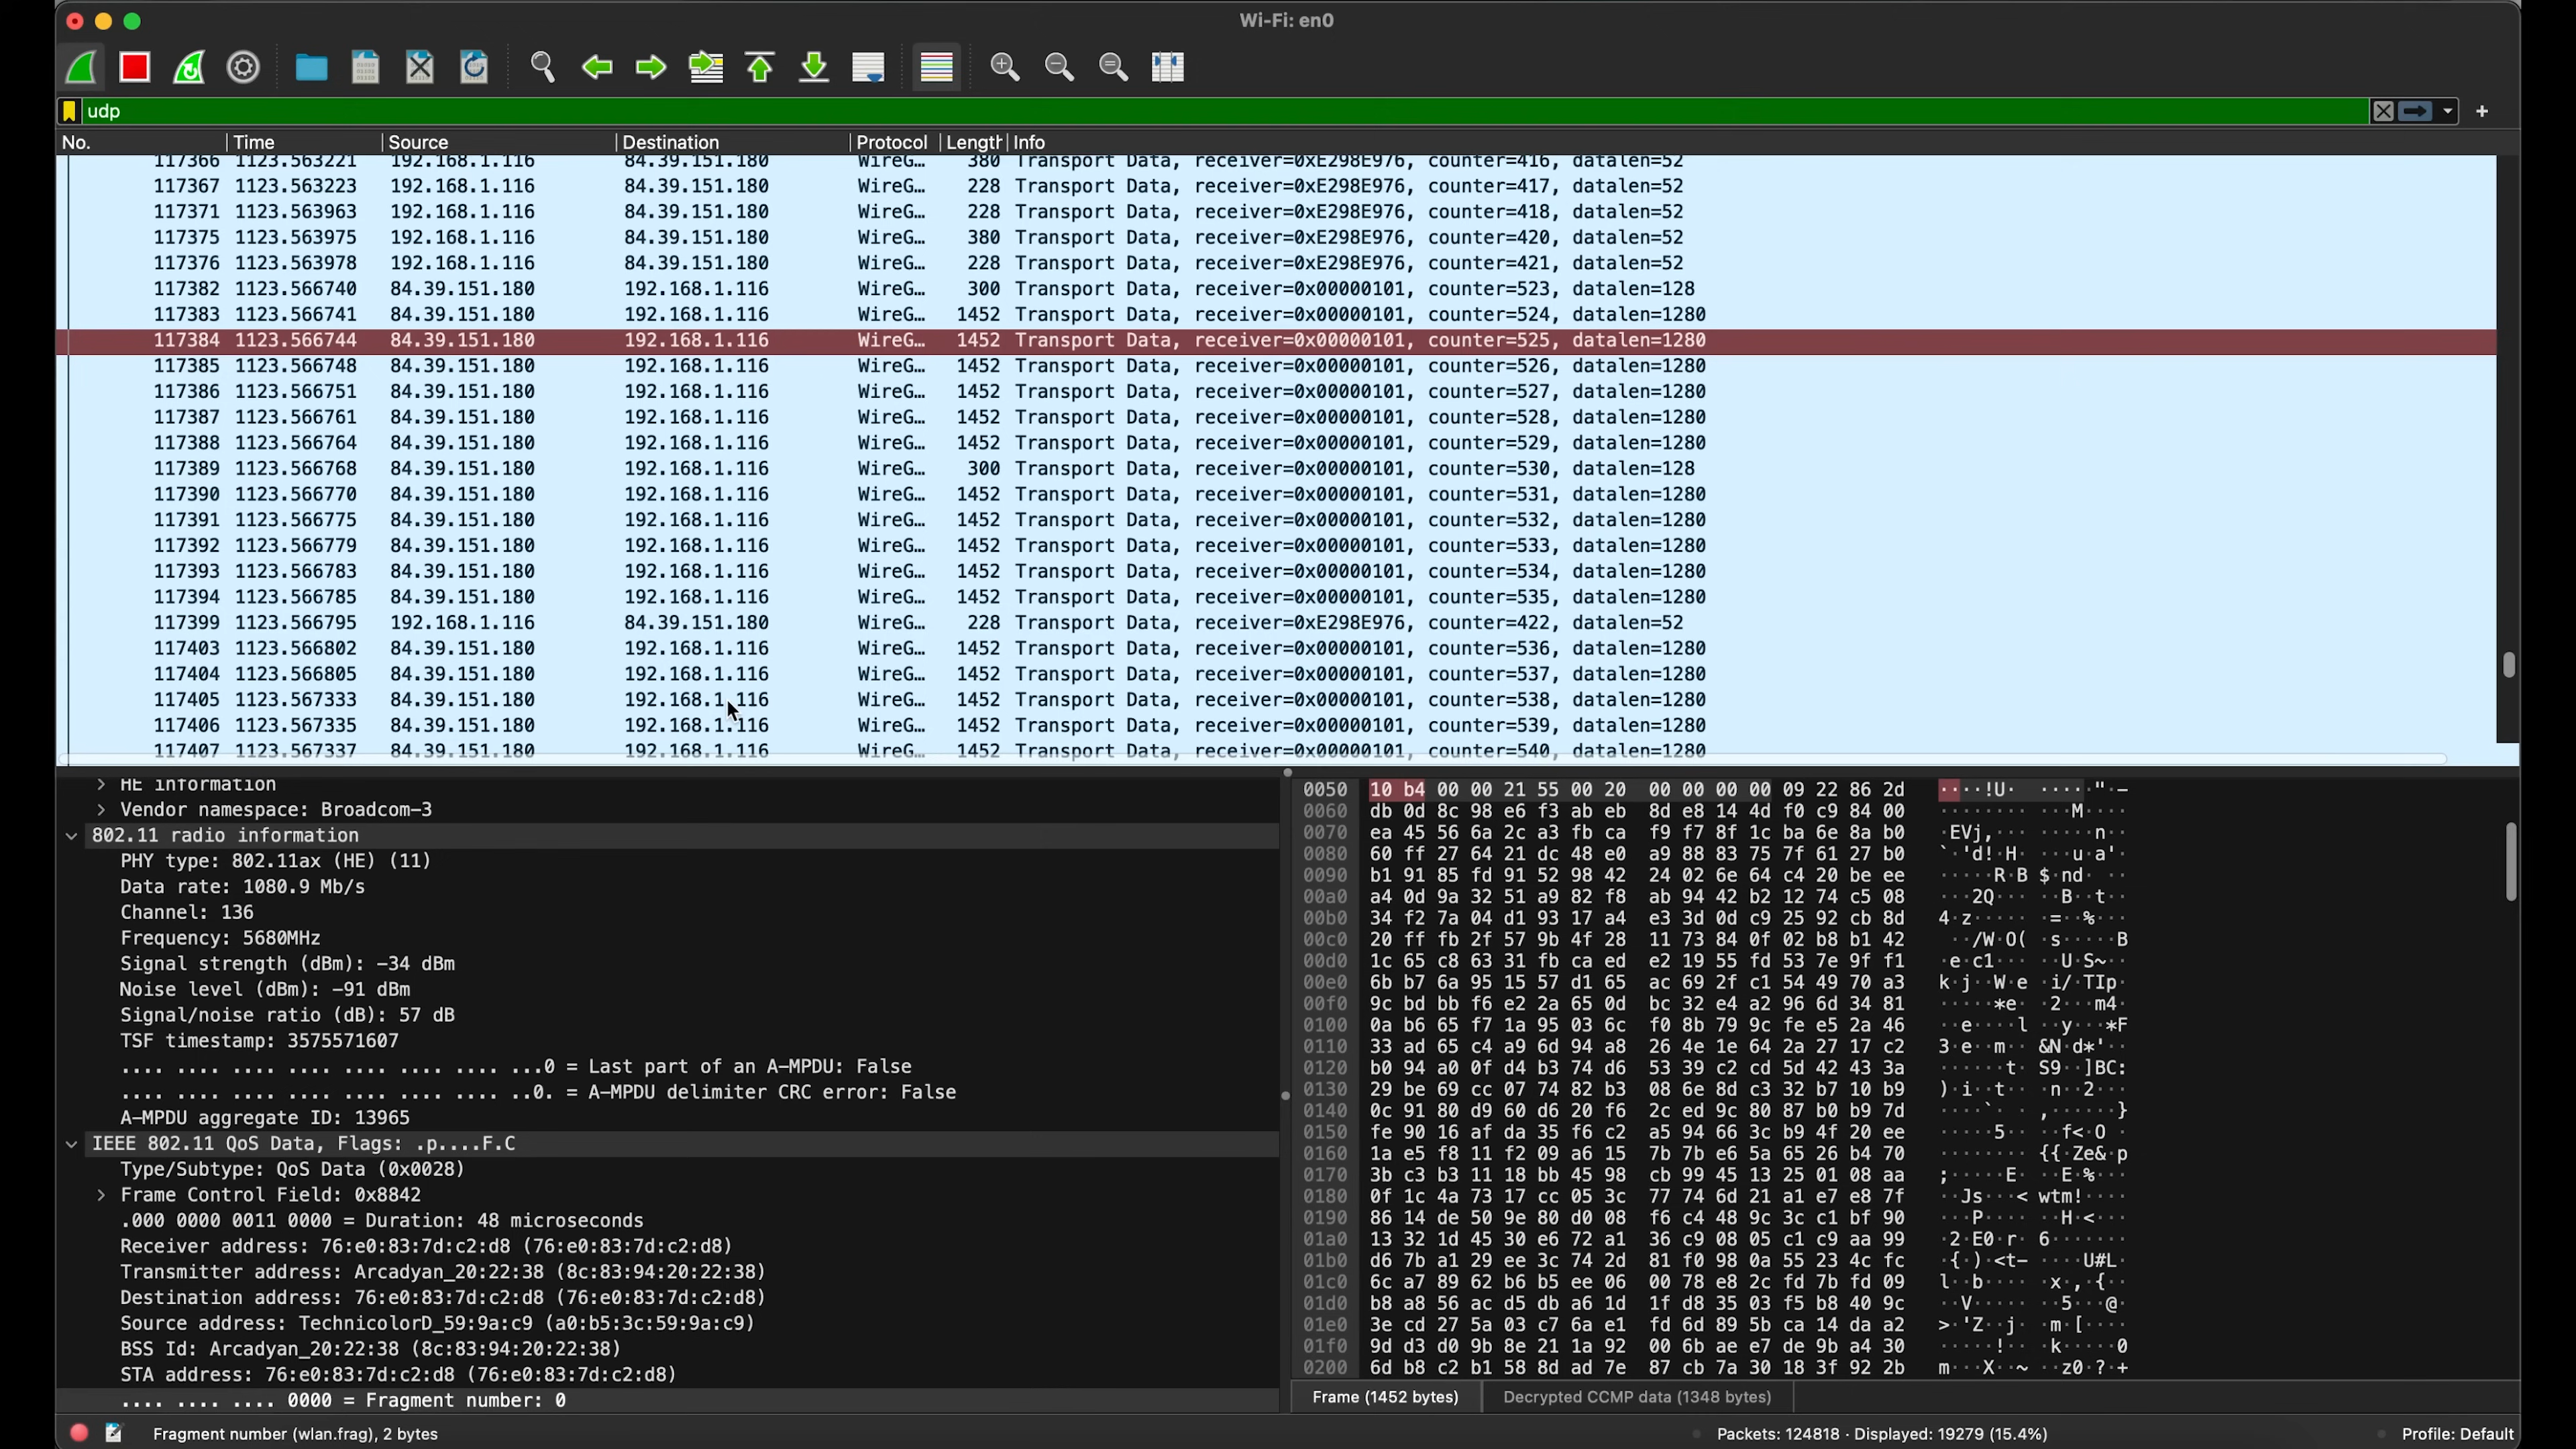 Wi-Fi: en0
udp
+
No. Time Source Destination Protocol Length Info
117366 1123.563221 192.168.1.116 84.39.151.180 WireG… 380 Transport Data, receiver=0xE298E976, counter=416, datalen=52
117367 1123.563223 192.168.1.116 84.39.151.180 WireG… 228 Transport Data, receiver=0xE298E976, counter=417, datalen=52
117371 1123.563963 192.168.1.116 84.39.151.180 WireG… 228 Transport Data, receiver=0xE298E976, counter=418, datalen=52
117375 1123.563975 192.168.1.116 84.39.151.180 WireG… 380 Transport Data, receiver=0xE298E976, counter=420, datalen=52
117376 1123.563978 192.168.1.116 84.39.151.180 WireG… 228 Transport Data, receiver=0xE298E976, counter=421, datalen=52
117382 1123.566740 84.39.151.180 192.168.1.116 WireG… 300 Transport Data, receiver=0x00000101, counter=523, datalen=128
117383 1123.566741 84.39.151.180 192.168.1.116 WireG… 1452 Transport Data, receiver=0x00000101, counter=524, datalen=1280
117384 1123.566744 84.39.151.180 192.168.1.116 WireG… 1452 Transport Data, receiver=0x00000101, counter=525, datalen=1280
117385 1123.566748 84.39.151.180 192.168.1.116 WireG… 1452 Transport Data, receiver=0x00000101, counter=526, datalen=1280
117386 1123.566751 84.39.151.180 192.168.1.116 WireG… 1452 Transport Data, receiver=0x00000101, counter=527, datalen=1280
117387 1123.566761 84.39.151.180 192.168.1.116 WireG… 1452 Transport Data, receiver=0x00000101, counter=528, datalen=1280
117388 1123.566764 84.39.151.180 192.168.1.116 WireG… 1452 Transport Data, receiver=0x00000101, counter=529, datalen=1280
117389 1123.566768 84.39.151.180 192.168.1.116 WireG… 300 Transport Data, receiver=0x00000101, counter=530, datalen=128
117390 1123.566770 84.39.151.180 192.168.1.116 WireG… 1452 Transport Data, receiver=0x00000101, counter=531, datalen=1280
117391 1123.566775 84.39.151.180 192.168.1.116 WireG… 1452 Transport Data, receiver=0x00000101, counter=532, datalen=1280
117392 1123.566779 84.39.151.180 192.168.1.116 WireG… 1452 Transport Data, receiver=0x00000101, counter=533, datalen=1280
117393 1123.566783 84.39.151.180 192.168.1.116 WireG… 1452 Transport Data, receiver=0x00000101, counter=534, datalen=1280
117394 1123.566785 84.39.151.180 192.168.1.116 WireG… 1452 Transport Data, receiver=0x00000101, counter=535, datalen=1280
117399 1123.566795 192.168.1.116 84.39.151.180 WireG… 228 Transport Data, receiver=0xE298E976, counter=422, datalen=52
117403 1123.566802 84.39.151.180 192.168.1.116 WireG… 1452 Transport Data, receiver=0x00000101, counter=536, datalen=1280
117404 1123.566805 84.39.151.180 192.168.1.116 WireG… 1452 Transport Data, receiver=0x00000101, counter=537, datalen=1280
117405 1123.567333 84.39.151.180 192.168.1.116 WireG… 1452 Transport Data, receiver=0x00000101, counter=538, datalen=1280
117406 1123.567335 84.39.151.180 192.168.1.116 WireG… 1452 Transport Data, receiver=0x00000101, counter=539, datalen=1280
117407 1123.567337 84.39.151.180 192.168.1.116 WireG… 1452 Transport Data, receiver=0x00000101, counter=540, datalen=1280
HE information
Vendor namespace: Broadcom-3
802.11 radio information
PHY type: 802.11ax (HE) (11)
Data rate: 1080.9 Mb/s
Channel: 136
Frequency: 5680MHz
Signal strength (dBm): -34 dBm
Noise level (dBm): -91 dBm
Signal/noise ratio (dB): 57 dB
TSF timestamp: 3575571607
.... .... .... .... .... .... .... ...0 = Last part of an A-MPDU: False
.... .... .... .... .... .... .... ..0. = A-MPDU delimiter CRC error: False
A-MPDU aggregate ID: 13965
IEEE 802.11 QoS Data, Flags: .p....F.C
Type/Subtype: QoS Data (0x0028)
Frame Control Field: 0x8842
.000 0000 0011 0000 = Duration: 48 microseconds
Receiver address: 76:e0:83:7d:c2:d8 (76:e0:83:7d:c2:d8)
Transmitter address: Arcadyan_20:22:38 (8c:83:94:20:22:38)
Destination address: 76:e0:83:7d:c2:d8 (76:e0:83:7d:c2:d8)
Source address: TechnicolorD_59:9a:c9 (a0:b5:3c:59:9a:c9)
BSS Id: Arcadyan_20:22:38 (8c:83:94:20:22:38)
STA address: 76:e0:83:7d:c2:d8 (76:e0:83:7d:c2:d8)
.... .... .... 0000 = Fragment number: 0
0050 10 b4 00 00 21 55 00 20 00 00 00 00 09 22 86 2d ····!U· ····"·-
0060 db 0d 8c 98 e6 f3 ab eb 8d e8 14 4d f0 c9 84 00
0070 ea 45 56 6a 2c a3 fb ca f9 f7 8f 1c ba 6e 8a b0
0080 60 ff 27 64 21 dc 48 e0 a9 88 83 75 7f 61 27 b0
0090 b1 91 85 fd 91 52 98 42 24 02 6e 64 c4 20 be ee
00a0 a4 0d 9a 32 51 a9 82 f8 ab 94 42 b2 12 74 c5 08
00b0 34 f2 7a 04 d1 93 17 a4 e3 3d 0d c9 25 92 cb 8d
00c0 20 ff fb 2f 57 9b 4f 28 11 73 84 0f 02 b8 b1 42
00d0 1c 65 c8 63 31 fb ca ed e2 19 55 fd 53 7e 9f f1
00e0 6b b7 6a 95 15 57 d1 65 ac 69 2f c1 54 49 70 a3
00f0 9c bd bb f6 e2 2a 65 0d bc 32 e4 a2 96 6d 34 81
0100 0a b6 65 f7 1a 95 03 6c f0 8b 79 9c fe e5 2a 46
0110 33 ad 65 c4 a9 6d 94 a8 26 4e 1e 64 2a 27 17 c2
0120 b0 94 a0 0f d4 b3 74 d6 53 39 c2 cd 5d 42 43 3a
0130 29 be 69 cc 07 74 82 b3 08 6e 8d c3 32 b7 10 b9
0140 0c 91 80 d9 60 d6 20 f6 2c ed 9c 80 87 b0 b9 7d
0150 fe 90 16 af da 35 f6 c2 a5 94 66 3c b9 4f 20 ee
0160 1a e5 f8 11 f2 09 a6 15 7b 7b e6 5a 65 26 b4 70
0170 3b c3 b3 11 18 bb 45 98 cb 99 45 13 25 01 08 aa
0180 0f 1c 4a 73 17 cc 05 3c 77 74 6d 21 a1 e7 e8 7f
0190 86 14 de 50 9e 80 d0 08 f6 c4 48 9c 3c c1 bf 90
01a0 13 32 1d 45 30 e6 72 a1 36 c9 08 05 c1 c9 aa 99
01b0 d6 7b a1 29 ee 3c 74 2d 81 f0 98 0a 55 23 4c fc
01c0 6c a7 89 62 b6 b5 ee 06 00 78 e8 2c fd 7b fd 09
01d0 b8 a8 56 ac d5 db a6 1d 1f d8 35 03 f5 b8 40 9c
01e0 3e cd 27 5a 03 c7 6a e1 fd 6d 89 5b ca 14 da a2
01f0 9d d3 d0 9b 8e 21 1a 92 00 6b ae e7 de 9b a4 30
0200 6d b8 c2 b1 58 8d ad 7e 87 cb 7a 30 18 3f 92 2b
Frame (1452 bytes) Decrypted CCMP data (1348 bytes)
Fragment number (wlan.frag), 2 bytes Packets: 124818 · Displayed: 19279 (15.4%) Profile: Default